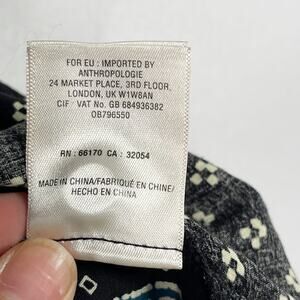 FOR EU : IMPORTED BY
ANTHROPOLOGIE
24 MARKET PLACE, 3RD FLOOR,
LONDON, UK W1W8AN
CIF · VAT No. GB 684936382
OB796550
RN : 66170 CA : 32054
MADE IN CHINA/FABRIQUÉ EN CHINE/
HECHO EN CHINA